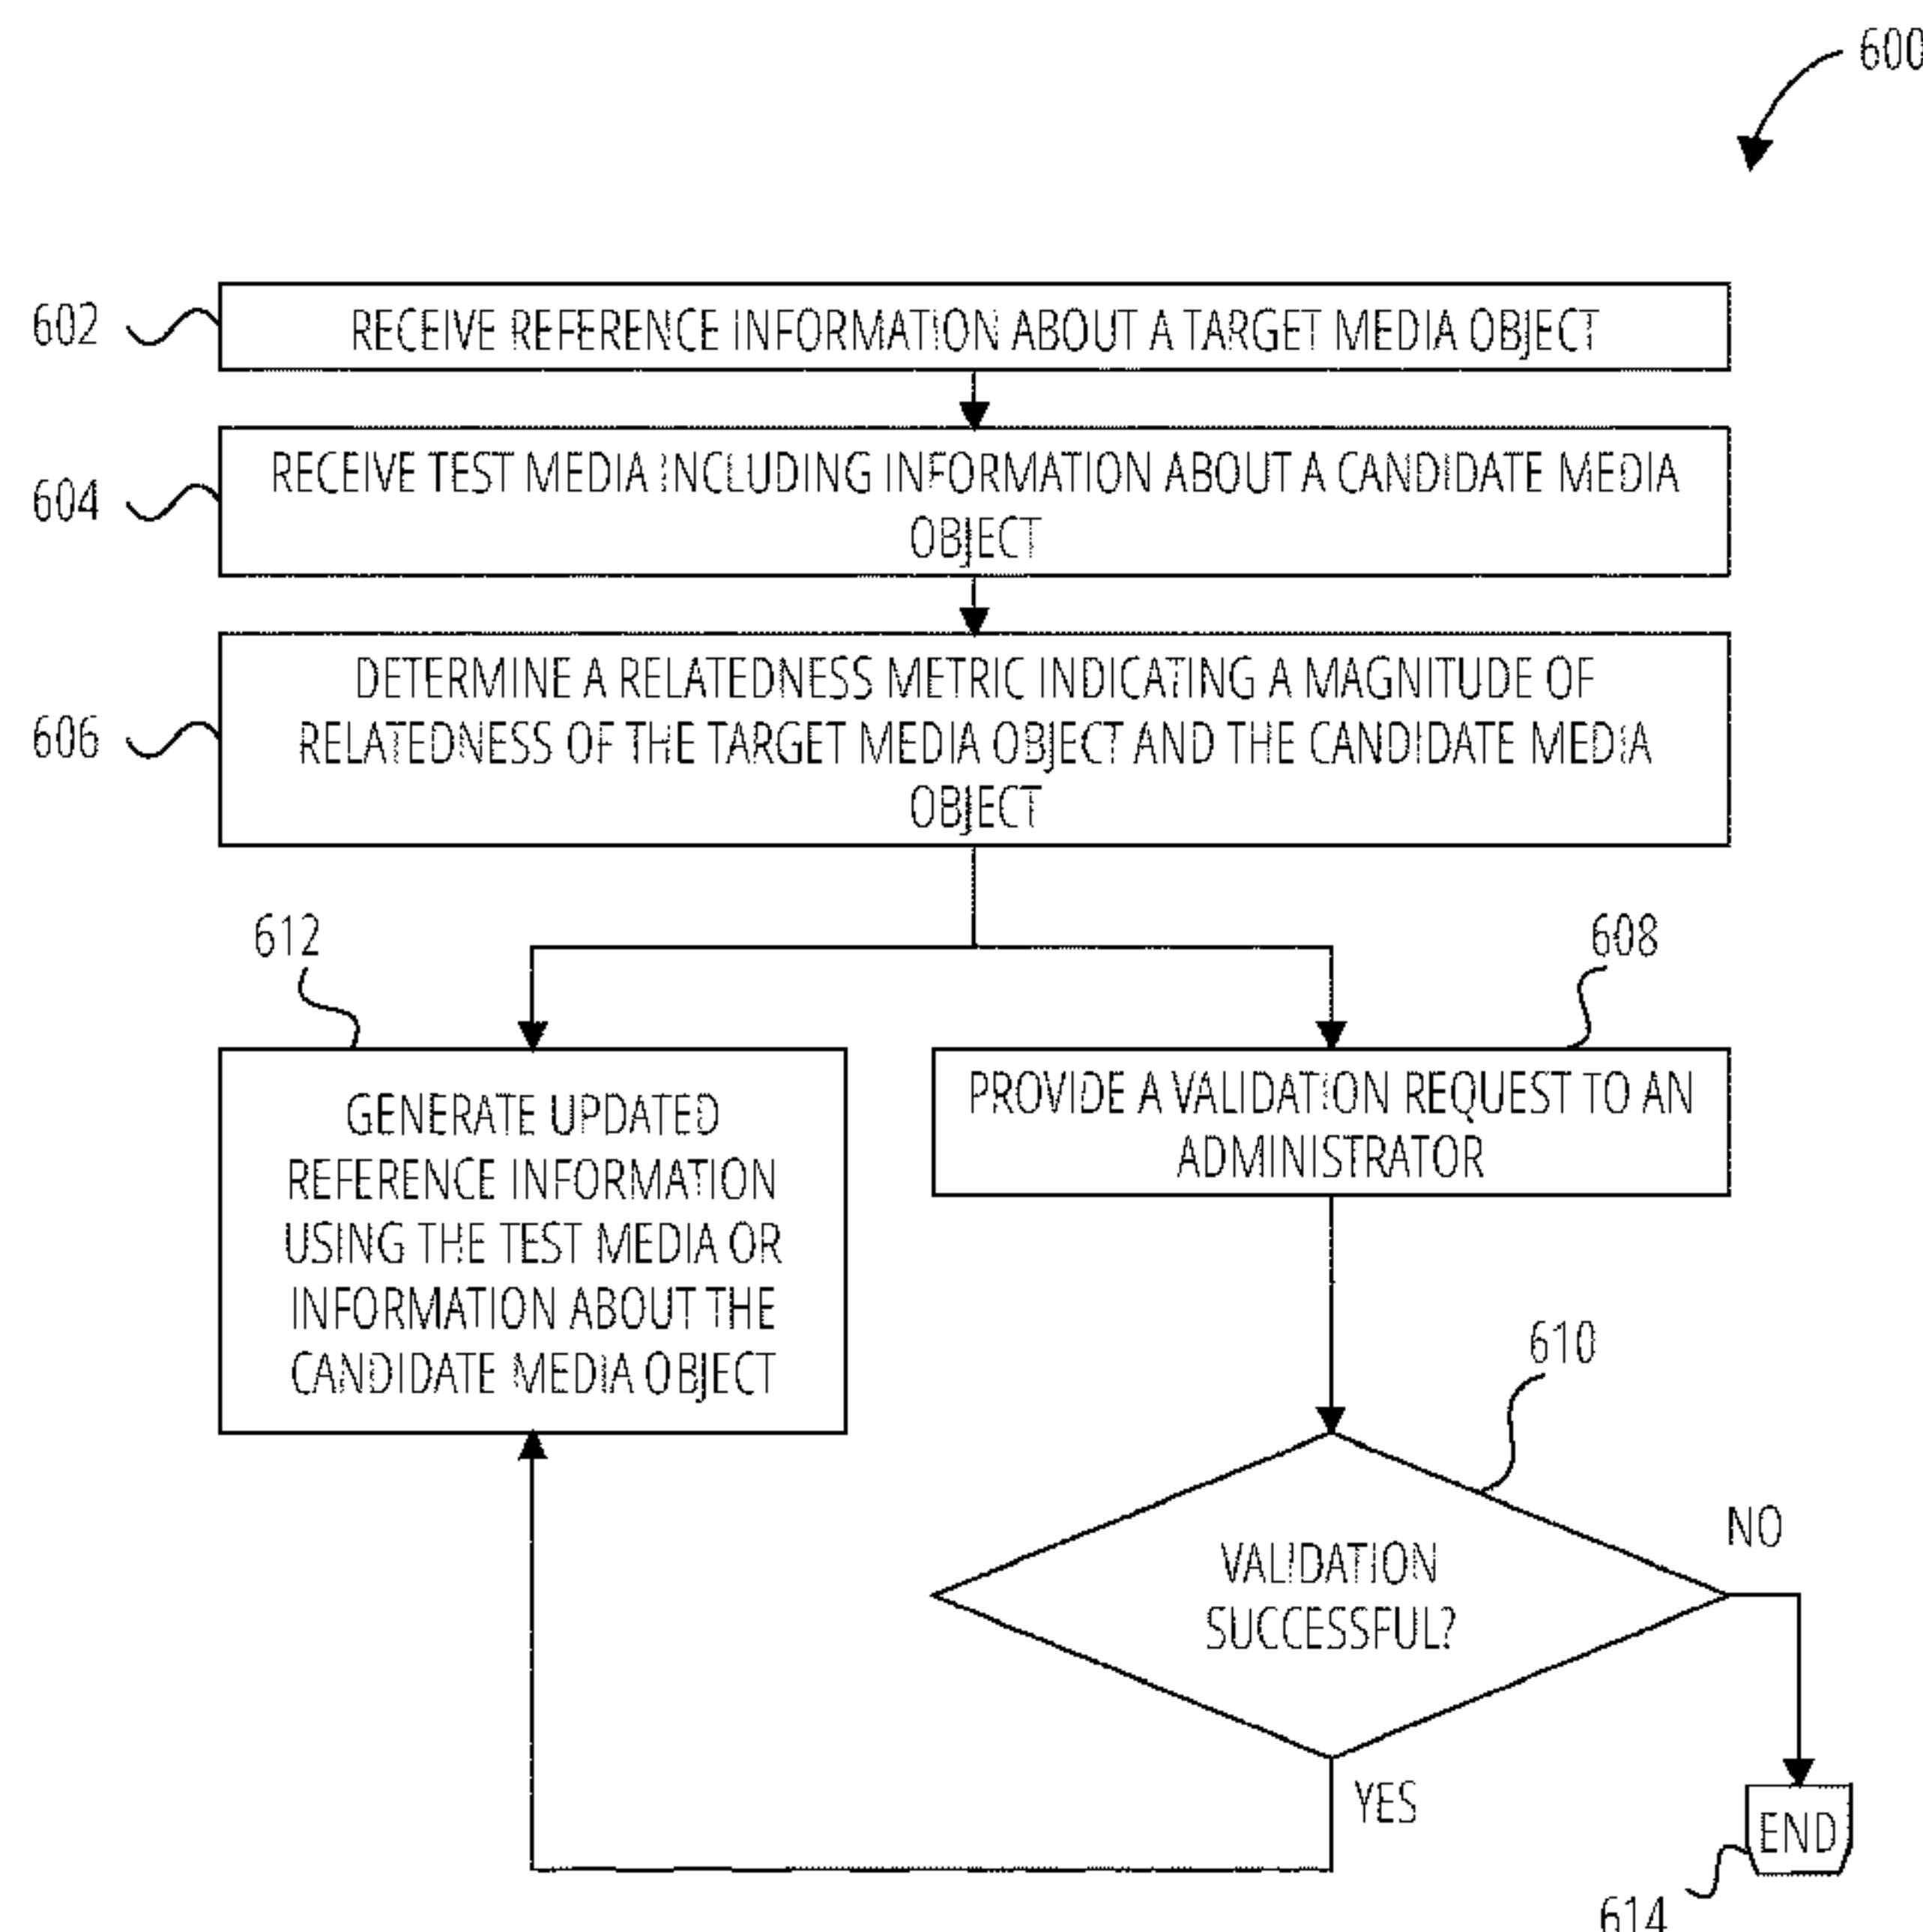 600
602
RECEIVE REFERENCE INFORMATION ABOUT A TARGET MEDIA OBJECT
604
RECEIVE TEST MEDIA INCLUDING INFORMATION ABOUT A CANDIDATE MEDIA
OBJECT
606
DETERMINE A RELATEDNESS METRIC INDICATING A MAGNITUDE OF
RELATEDNESS OF THE TARGET MEDIA OBJECT AND THE CANDIDATE MEDIA
OBJECT
612
GENERATE UPDATED
REFERENCE INFORMATION
USING THE TEST MEDIA OR
INFORMATION ABOUT THE
CANDIDATE MEDIA OBJECT
608
PROVIDE A VALIDATION REQUEST TO AN
ADMINISTRATOR
610
VALIDATION
SUCCESSFUL?
NO
YES
END
614